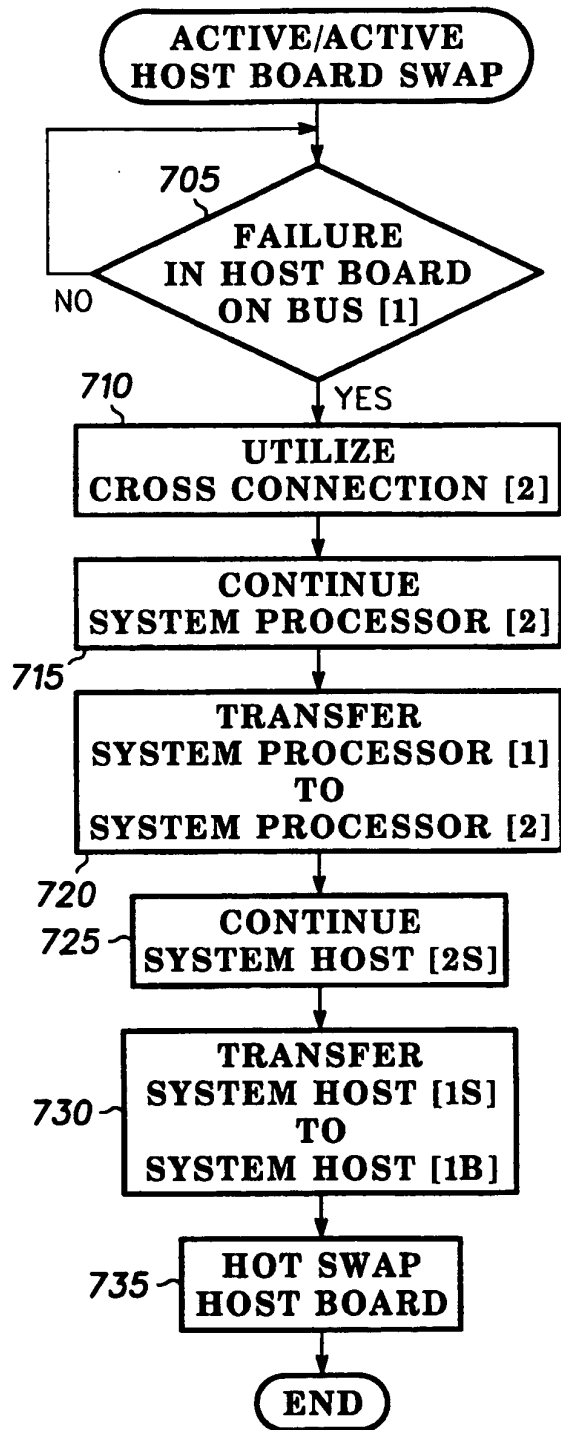 ACTIVE/ACTIVE
HOST BOARD SWAP
705
FAILURE
IN HOST BOARD
ON BUS [1]
NO
YES
710
UTILIZE
CROSS CONNECTION [2]
CONTINUE
SYSTEM PROCESSOR [2]
715
TRANSFER
SYSTEM PROCESSOR [1]
TO
SYSTEM PROCESSOR [2]
720
725
CONTINUE
SYSTEM HOST [2S]
730
TRANSFER
SYSTEM HOST [1S]
TO
SYSTEM HOST [1B]
735
HOT SWAP
HOST BOARD
END